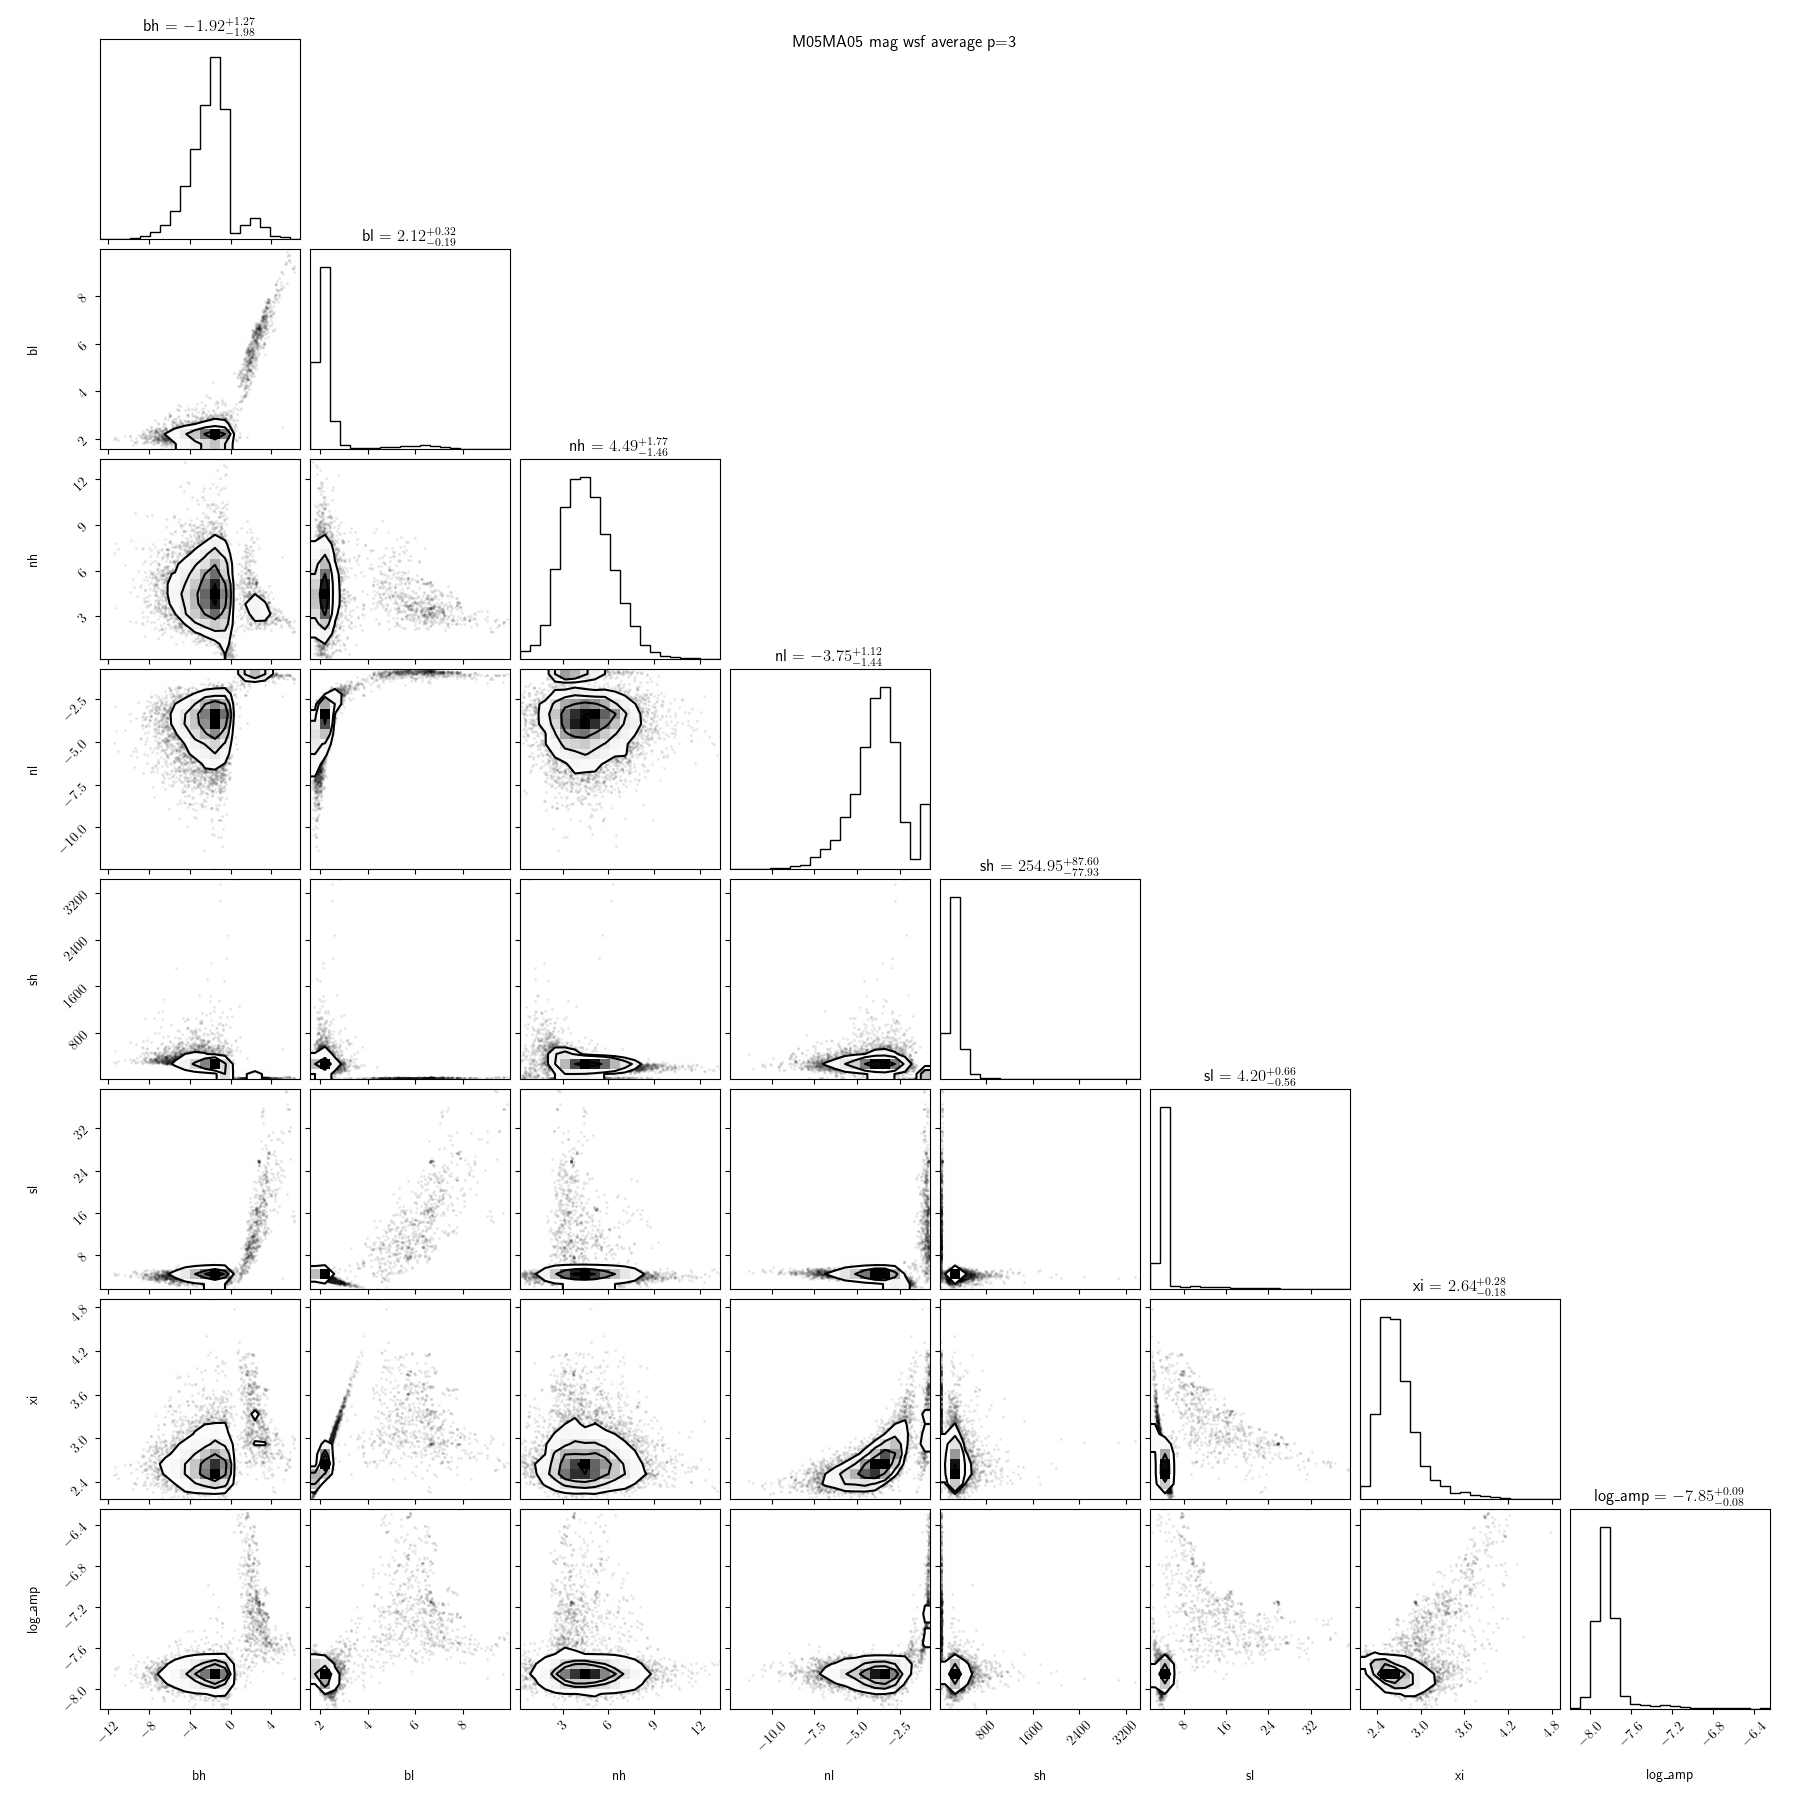 M05MA05 mag wsf average p=3
bh = −1.92+1.27−1.98
bl = 2.12+0.32−0.19
8
6
4
2
bl
nh = 4.49+1.77−1.46
12
9
6
3
nh
nl = −3.75+1.12−1.44
−2.5
−5.0
−7.5
−10.0
nl
sh = 254.95+87.60−77.93
3200
2400
1600
800
sh
sl = 4.20+0.66−0.56
32
24
16
8
sl
xi = 2.64+0.28−0.18
4.8
4.2
3.6
3.0
2.4
xi
log_amp = −7.85+0.09−0.08
−6.4
−6.8
−7.2
−7.6
−8.0
log_amp
−12 −8 −4 0 4 2 4 6 8 3 6 9 12 −10.0 −7.5 −5.0 −2.5 800 1600 2400 3200 8 16 24 32 2.4 3.0 3.6 4.2 4.8 −8.0 −7.6 −7.2 −6.8 −6.4
bh bl nh nl sh sl xi log_amp